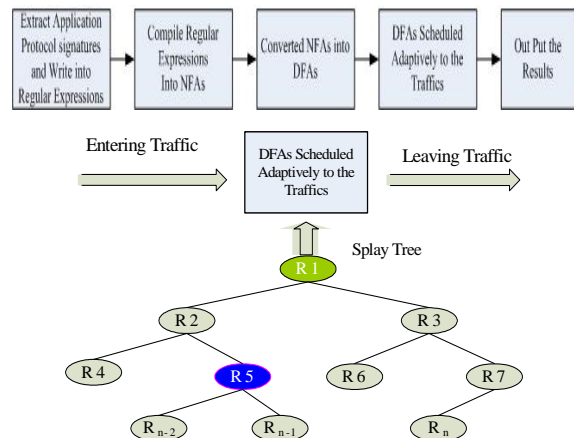 Extract Application
Protocol signatures
and Write into
Regular Expressions
Compile Regular
Expressions
Into NFAs
Converted NFAs into
DFAs
DFAs Scheduled
Adaptively to the
Traffics
Out Put the
Results
Entering Traffic
DFAs Scheduled
Adaptively to the
Traffics
Leaving Traffic
Splay Tree
R 1
R 2
R 3
R 4
R 5
R 6
R 7
R n-2
R n-1
R n